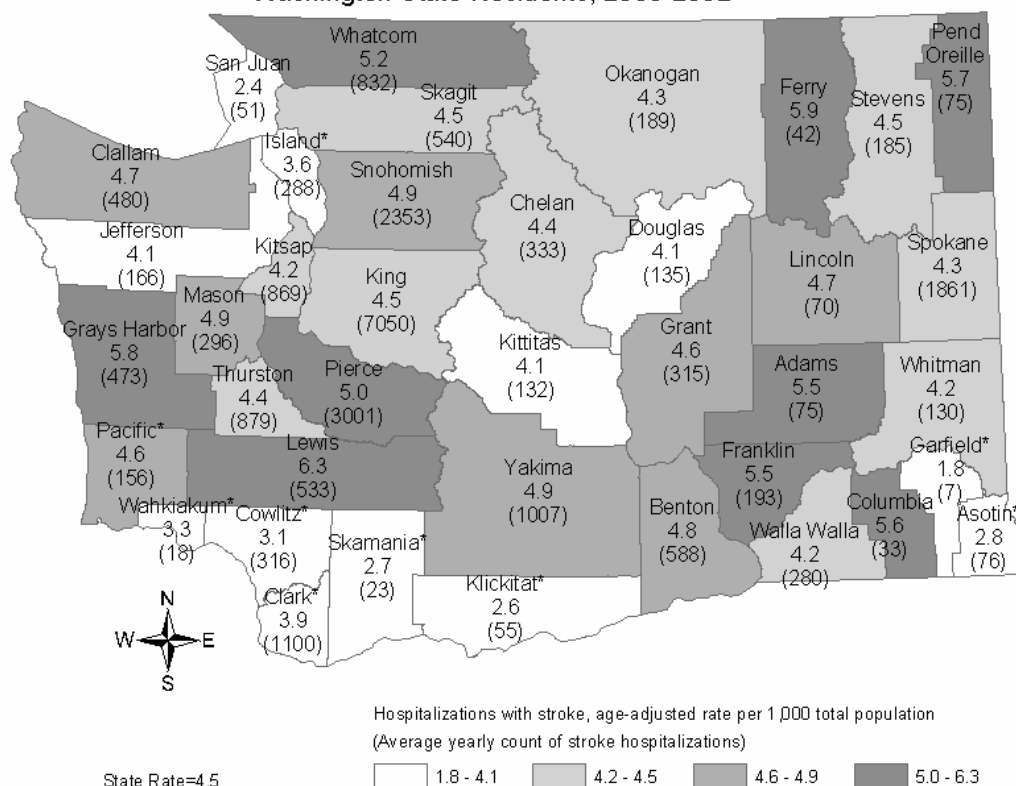 Washington State Residents,
Whatcom
5.2
(832)
San Juan
2.4
(51)
Skagit
4.5
(540)
Okanogan
4.3
(189)
Ferry
5.9
(42)
Stevens
4.5
(185)
Pend
Oreille
5.7
(75)
Clallam
4.7
(480)
Island*
3.6
(288)
Snohomish
4.9
(2353)
Chelan
4.4
(333)
Douglas
4.1
(135)
Lincoln
4.7
(70)
Spokane
4.3
(1861)
Jefferson
4.1
(166)
Kitsap
4.2
(869)
King
4.5
(7050)
Mason
4.9
(296)
Grays Harbor
5.8
(473)
Kittitas
4.1
(132)
Grant
4.6
(315)
Adams
5.5
(75)
Whitman
4.2
(130)
Thurston
4.4
(879)
Pierce
5.0
(3001)
Pacific*
4.6
(156)
Lewis
6.3
(533)
Yakima
4.9
(1007)
Benton
4.8
(588)
Franklin
5.5
(193)
Walla Walla
4.2
(280)
Columbia
5.6
(33)
Garfield*
1.8
(7)
Asotin*
2.8
(76)
Wahkiakum*
3.3
(18)
Cowlitz*
3.1
(316)
Skamania*
2.7
(23)
Klickitat*
2.6
(55)
Clark*
3.9
(1100)
N
W E
S
Hospitalizations with stroke, age-adjusted rate per 1,000 total population
(Average yearly count of stroke hospitalizations)
State Rate=4.5
1.8 - 4.1
4.2 - 4.5
4.6 - 4.9
5.0 - 6.3